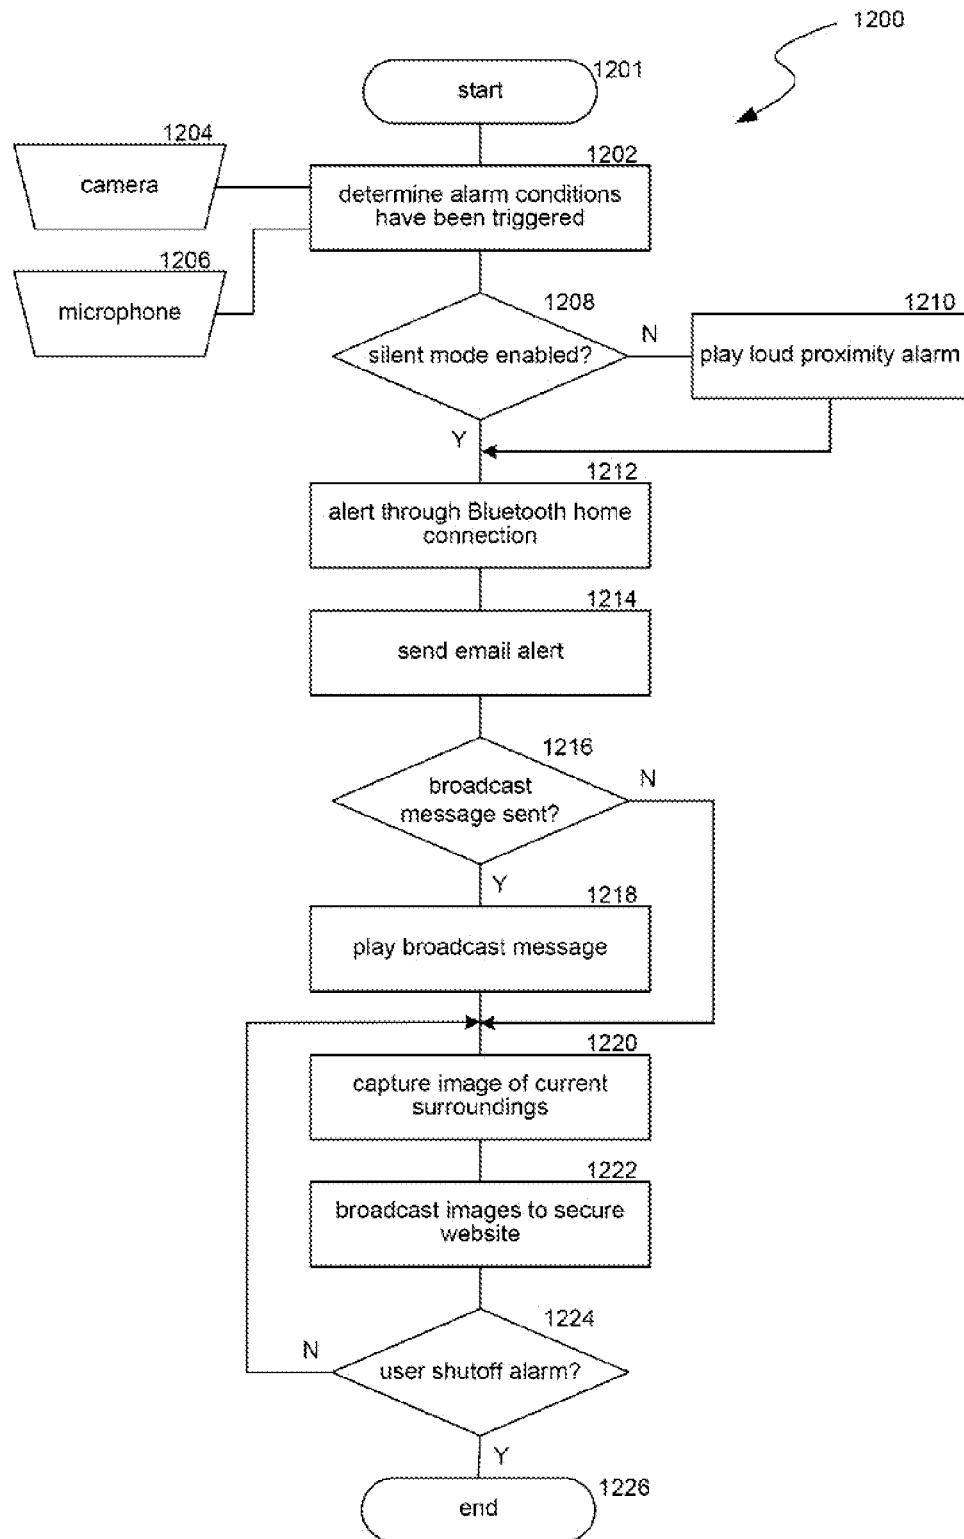 1200
1201
start
1204
camera
1202
determine alarm conditions
have been triggered
1206
microphone
1208
silent mode enabled?
N
1210
play loud proximity alarm
Y
1212
alert through Bluetooth home
connection
1214
send email alert
1216
broadcast
message sent?
N
Y
1218
play broadcast message
1220
capture image of current
surroundings
1222
broadcast images to secure
website
1224
N
user shutoff alarm?
Y
1226
end